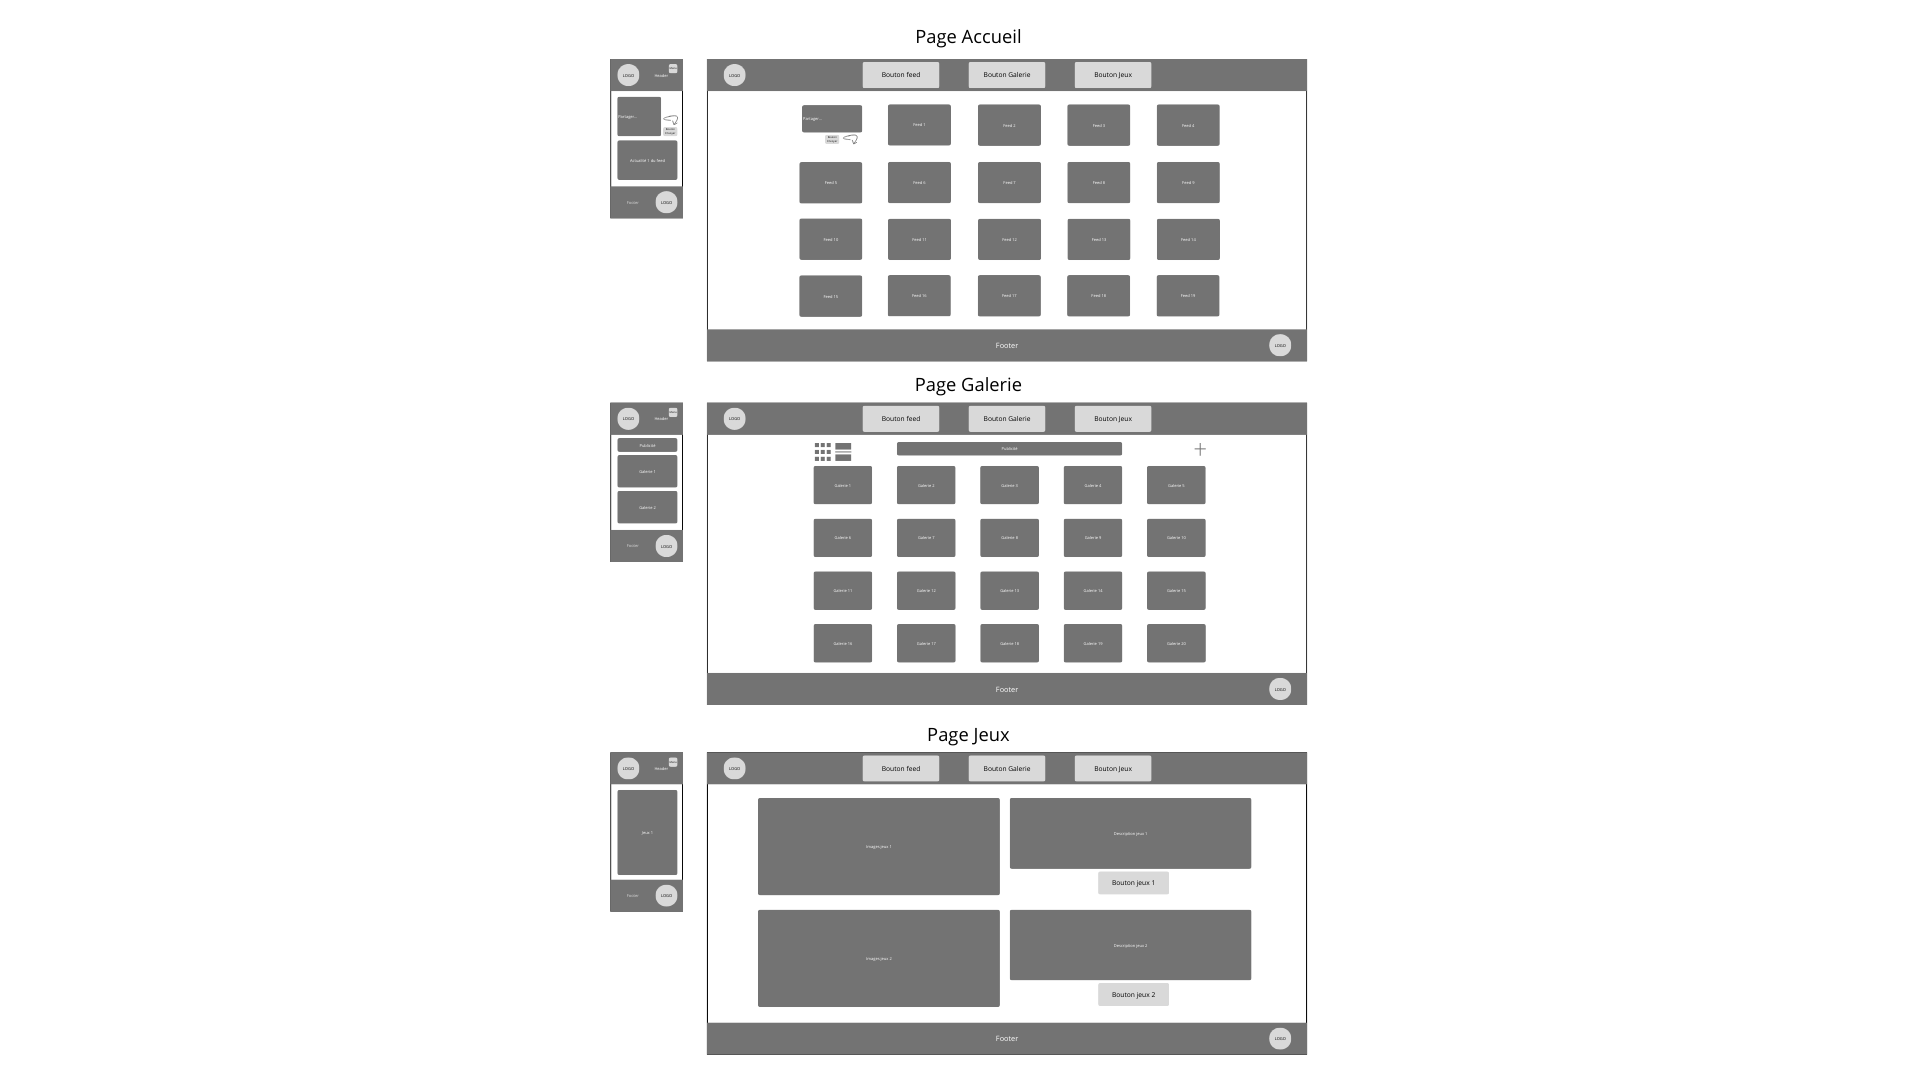 Page Accueil
LOGO
Header
Partager...
Bouton
Actualité 1 du feed
Footer
LOGO
LOGO
Bouton feed
Bouton Galerie
Bouton Jeux
Partager...
Bouton
Feed 1
Feed 2
Feed 3
Feed 4
Feed 5
Feed 6
Feed 7
Feed 8
Feed 9
Feed 10
Feed 11
Feed 12
Feed 13
Feed 14
Feed 15
Feed 16
Feed 17
Feed 18
Feed 19
Footer
LOGO
Page Galerie
LOGO
Header
Publicité
Galerie 1
Galerie 2
Footer
LOGO
LOGO
Bouton feed
Bouton Galerie
Bouton Jeux
Publicité
Galerie 1
Galerie 2
Galerie 3
Galerie 4
Galerie 5
Galerie 6
Galerie 7
Galerie 8
Galerie 9
Galerie 10
Galerie 11
Galerie 12
Galerie 13
Galerie 14
Galerie 15
Galerie 16
Galerie 17
Galerie 18
Galerie 19
Galerie 20
Footer
LOGO
Page Jeux
LOGO
Header
Jeux 1
Footer
LOGO
LOGO
Bouton feed
Bouton Galerie
Bouton Jeux
Images jeux 1
Description jeux 1
Bouton jeux 1
Images jeux 2
Description jeux 2
Bouton jeux 2
Footer
LOGO